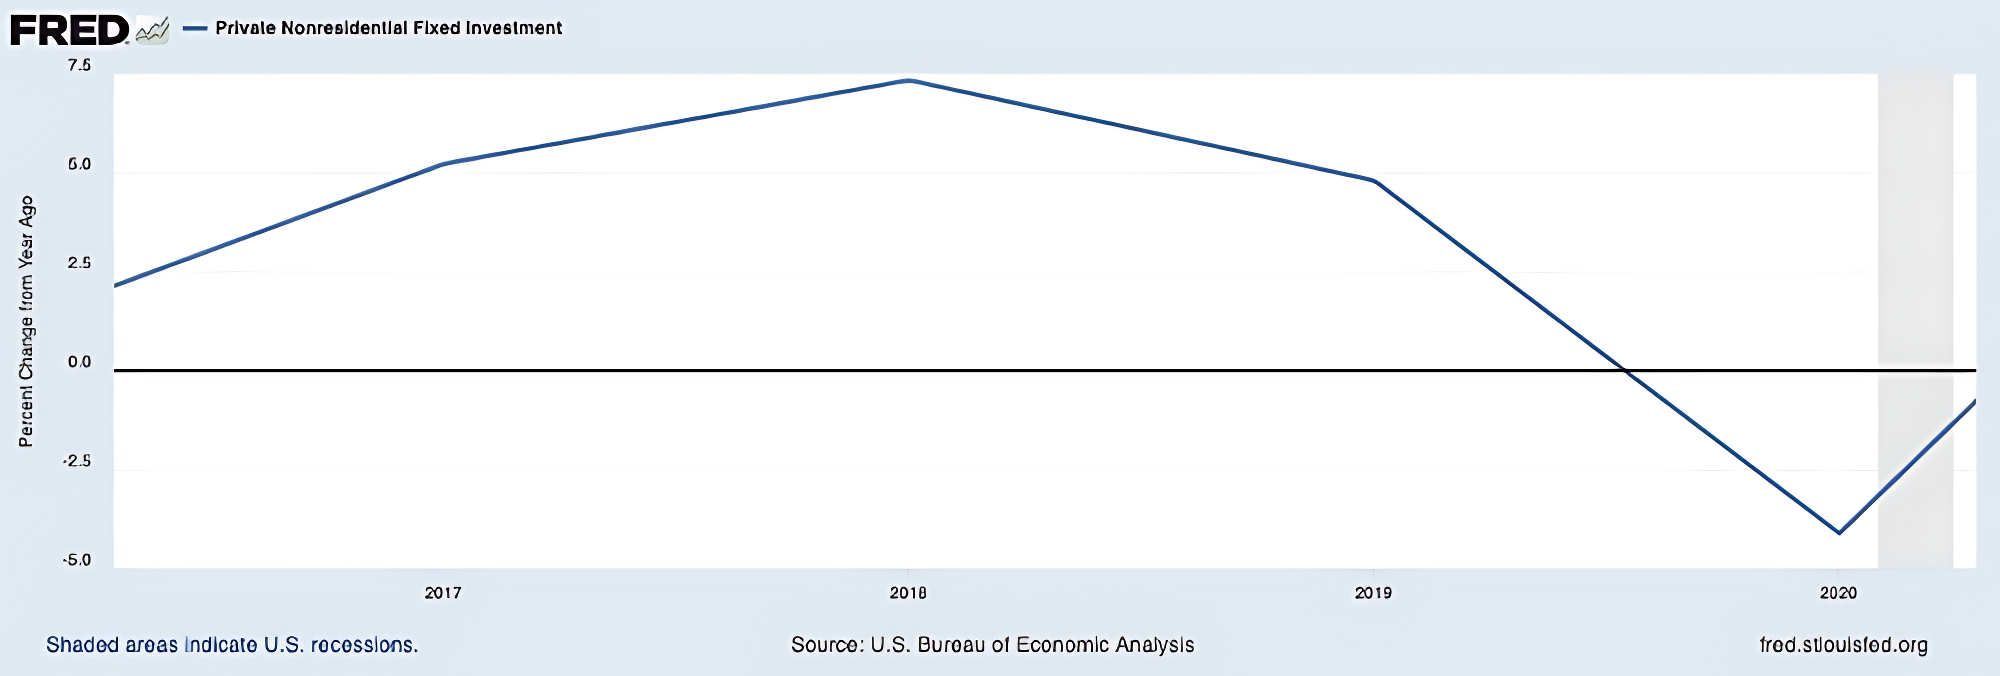 FRED Private Nonresidential Fixed Investment
7.5
5.0
2.5
0.0
-2.5
-5.0
Percent Change from Year Ago
2017 2018 2019 2020
Shaded areas indicate U.S. recessions. Source: U.S. Bureau of Economic Analysis fred.stlouisfed.org